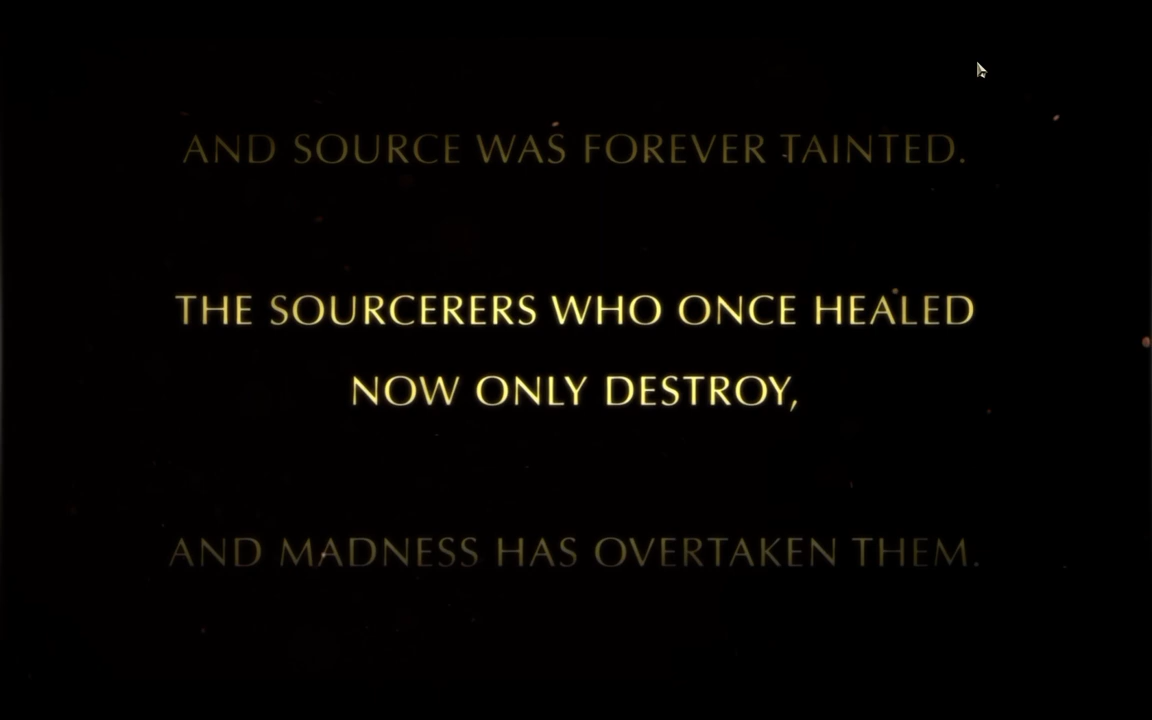 AND SOURCE WAS FOREVER TAINTED.
THE SOURCERERS WHO ONCE HEALED
NOW ONLY DESTROY,
AND MADNESS HAS OVERTAKEN THEM.